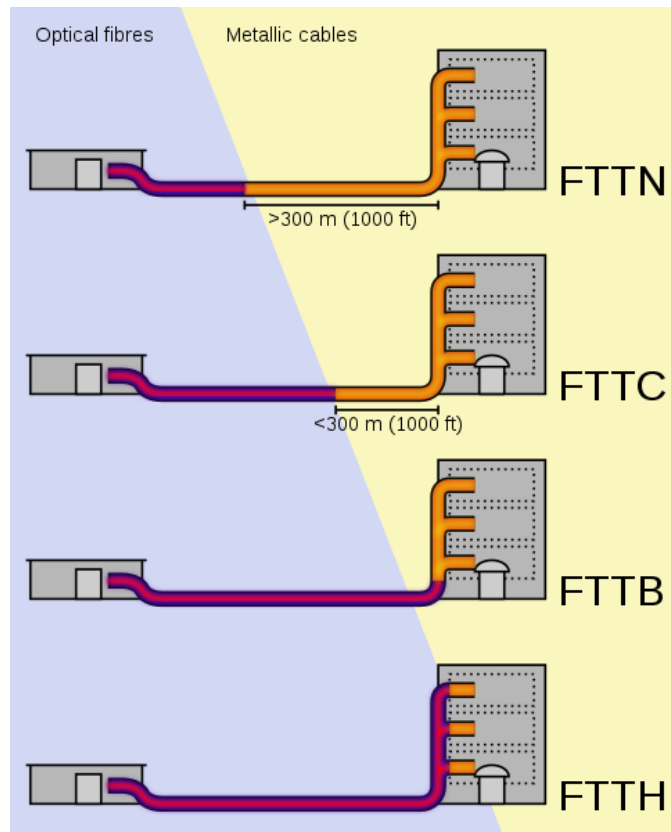 Optical fibres
Metallic cables
FTTN
>300 m (1000 ft)
FTTC
<300 m (1000 ft)
FTTB
FTTH